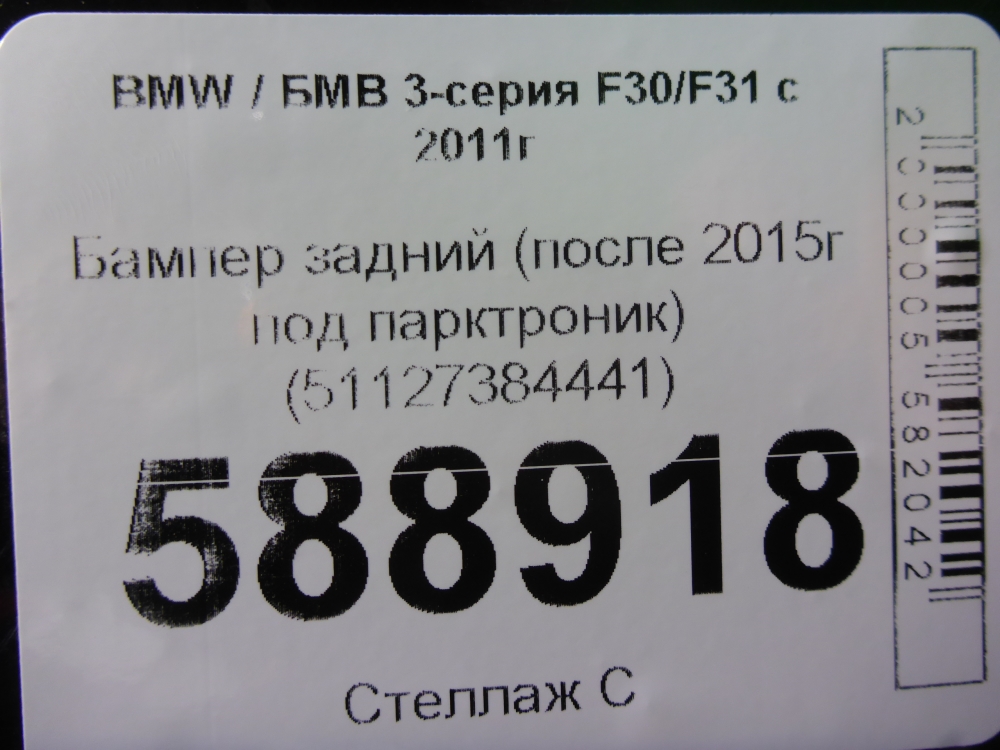 BMW / БМВ 3-серия F30/F31 с
2011г
Бампер задний (после 2015г
под парктроник)
(51127384441)
588918
Стеллаж С
2000005582042